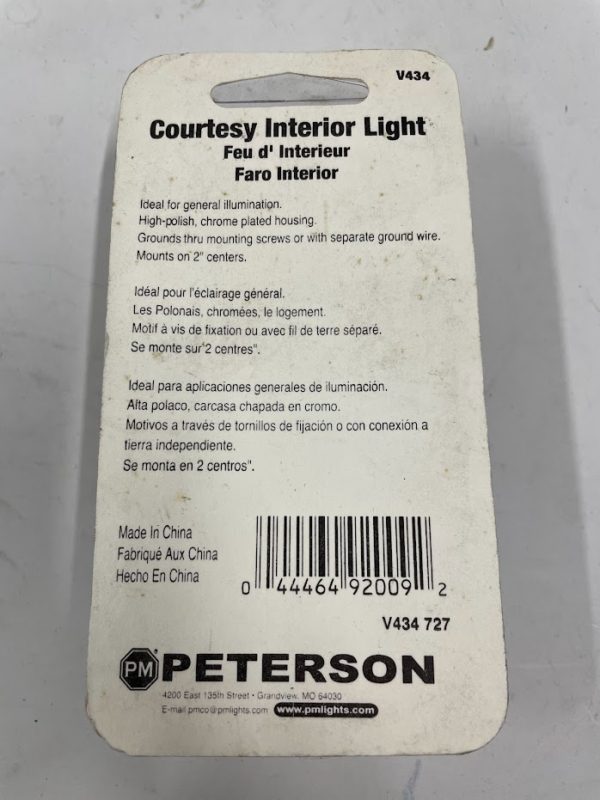 V434
Courtesy Interior Light
Feu d' Interieur
Faro Interior
Ideal for general illumination.
High-polish, chrome plated housing.
Grounds thru mounting screws or with separate ground wire.
Mounts on 2" centers.
Idéal pour l'éclairage général.
Les Polonais, chromées, le logement.
Motif à vis de fixation ou avec fil de terre séparé.
Se monte sur 2 centres".
Ideal para aplicaciones generales de iluminación.
Alta polaco, carcasa chapada en cromo.
Motivos a través de tornillos de fijación o con conexión a
tierra independiente.
Se monta en 2 centros".
Made In China
Fabriqué Aux China
Hecho En China
0 44464 92009 2
V434 727
PM PETERSON
4200 East 135th Street • Grandview, MO 64030
E-mail pmco@pmlights.com www.pmlights.com